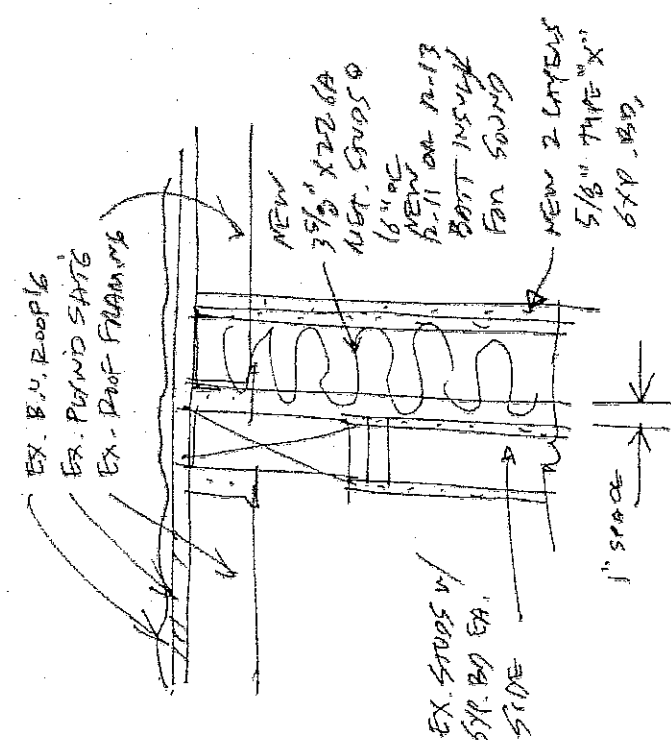 EX. B.U. ROOF'G
EX. PLYWD SHT'G
EX. ROOF FRAMING
NEW
3 5/8" X 22 GA
MET. STUDS @
16" OC
NEW
R-11 OR R-13
BATT INSUL
FOR SOUND
NEW 2 LAYERS
5/8" TYPE "X"
GYP. BD.
EX. STUDS W/
GYP. BD EA.
SIDE
1" SPACE